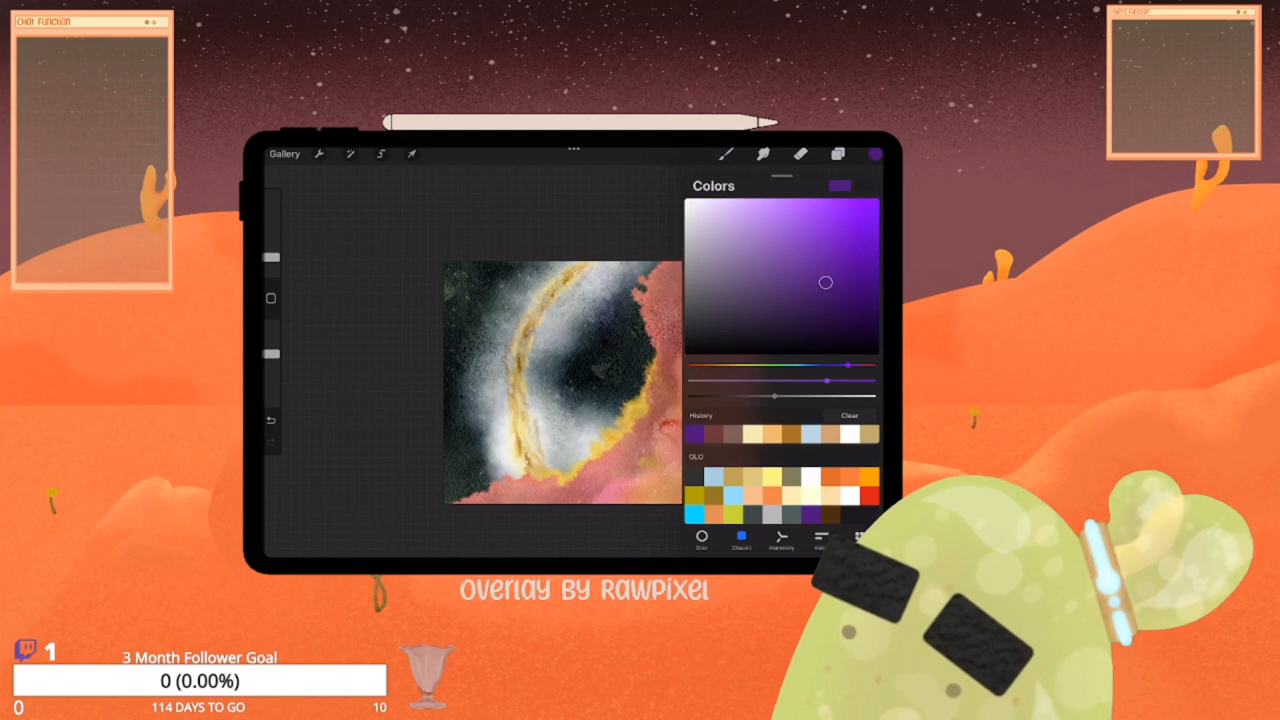 Chat Function
Gallery
Colors
History
Clear
OLO
Disc
Classic
Harmony
Overlay by Rawpixel
1
3 Month Follower Goal
0 (0.00%)
0
114 DAYS TO GO
10